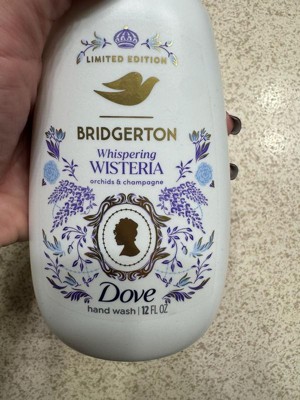 LIMITED EDITION
BRIDGERTON
Whispering
WISTERIA
orchids & champagne
Dove
hand wash | 12 FL OZ